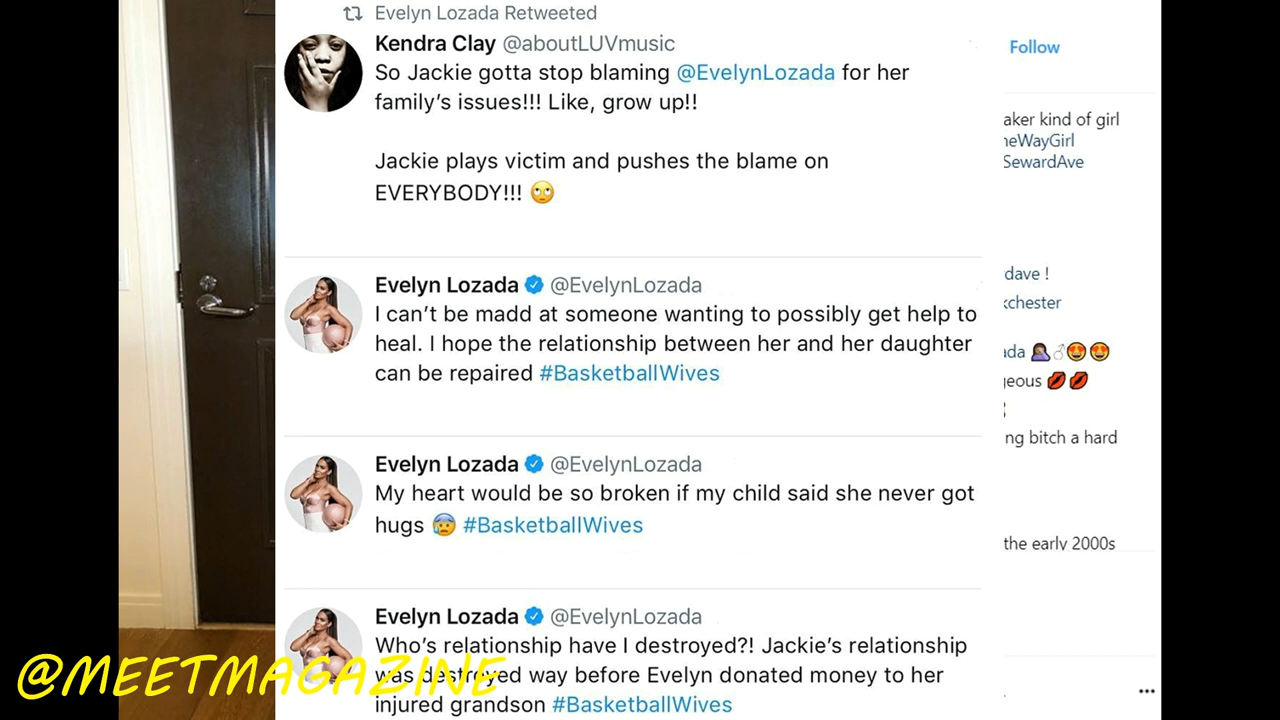 Evelyn Lozada Retweeted
Kendra Clay @aboutLUVmusic
So Jackie gotta stop blaming @EvelynLozada for her
family's issues!!! Like, grow up!!
Jackie plays victim and pushes the blame on
EVERYBODY!!! 🙄
Evelyn Lozada @EvelynLozada
I can't be madd at someone wanting to possibly get help to
heal. I hope the relationship between her and her daughter
can be repaired #BasketballWives
Evelyn Lozada @EvelynLozada
My heart would be so broken if my child said she never got
hugs 😰 #BasketballWives
Evelyn Lozada @EvelynLozada
Who's relationship have I destroyed?! Jackie's relationship
was destroyed way before Evelyn donated money to her
injured grandson #BasketballWives
Follow
aker kind of girl
neWayGirl
SewardAve
dave !
xchester
ada 🤦🏽‍♂😍😍
geous 💋💋
ng bitch a hard
the early 2000s
@MEETMAGAZINE